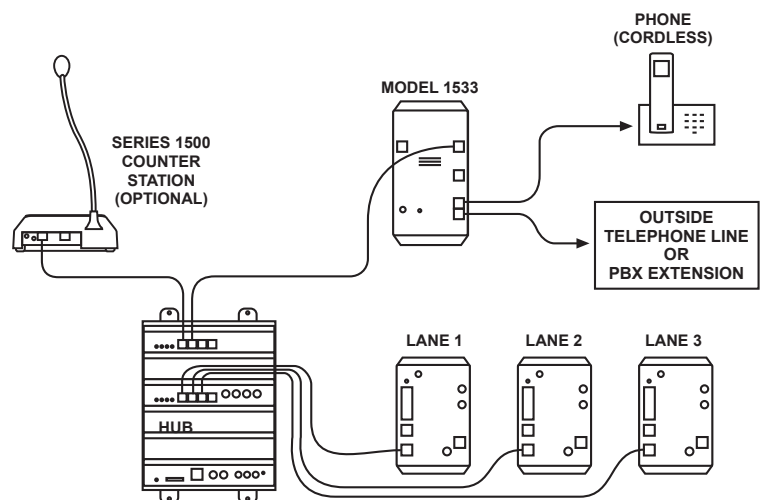 PHONE
(CORDLESS)
MODEL 1533
SERIES 1500
COUNTER
STATION
(OPTIONAL)
OUTSIDE
TELEPHONE LINE
OR
PBX EXTENSION
LANE 1
LANE 2
LANE 3
HUB